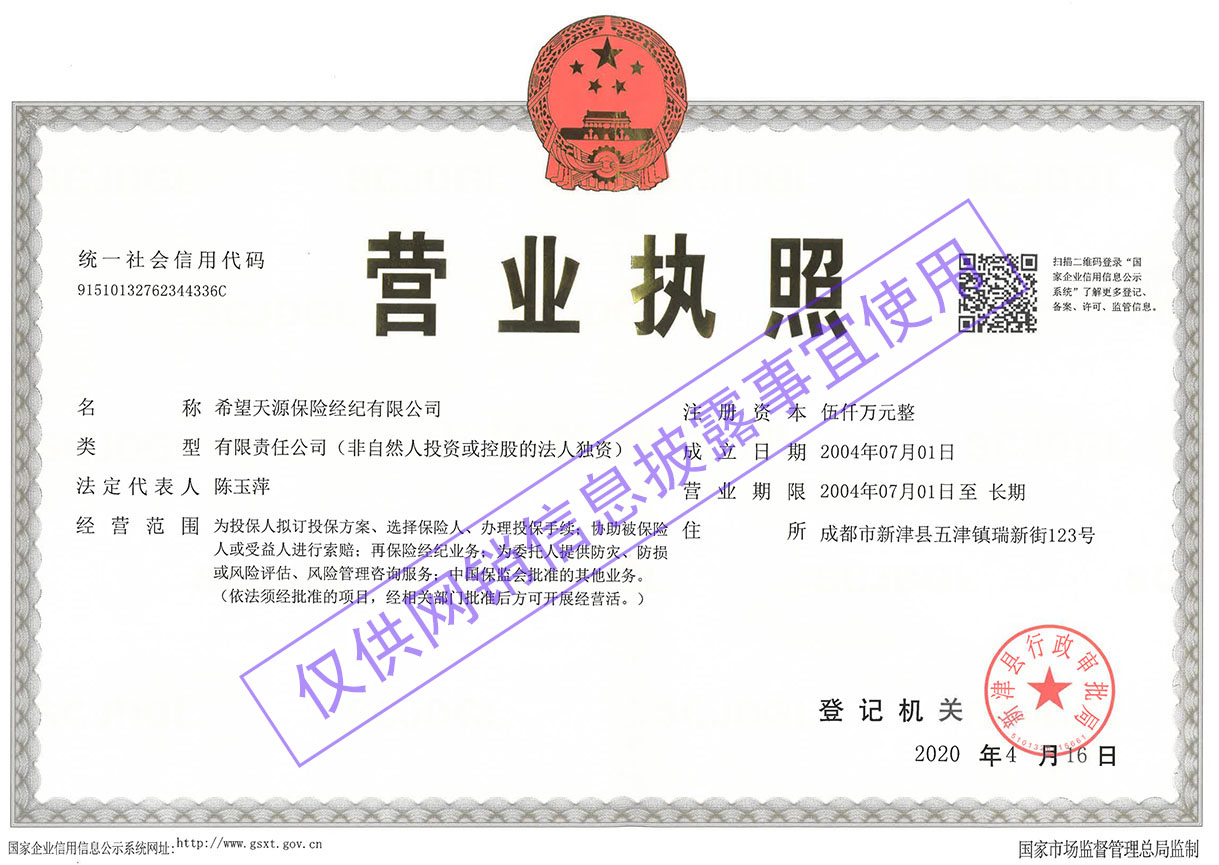 营业执照
统一社会信用代码
91510132762344336C
扫描二维码登录“国
家企业信用信息公示
系统”了解更多登记、
备案、许可、监管信息。
名 称 希望天源保险经纪有限公司
类 型 有限责任公司（非自然人投资或控股的法人独资）
法定代表人 陈玉萍
经营范围 为投保人拟订投保方案、选择保险人、办理投保手续；协助被保险
人或受益人进行索赔；再保险经纪业务；为委托人提供防灾、防损
或风险评估、风险管理咨询服务；中国保监会批准的其他业务。
（依法须经批准的项目，经相关部门批准后方可开展经营活。）
注册资本 伍仟万元整
成立日期 2004年07月01日
营业期限 2004年07月01日至 长期
住 所 成都市新津县五津镇瑞新街123号
仅供网销信息披露事宜使用
登记机关
新津县行政审批局
2020 年4 月16日
国家企业信用信息公示系统网址:http://www.gsxt.gov.cn
国家市场监督管理总局监制